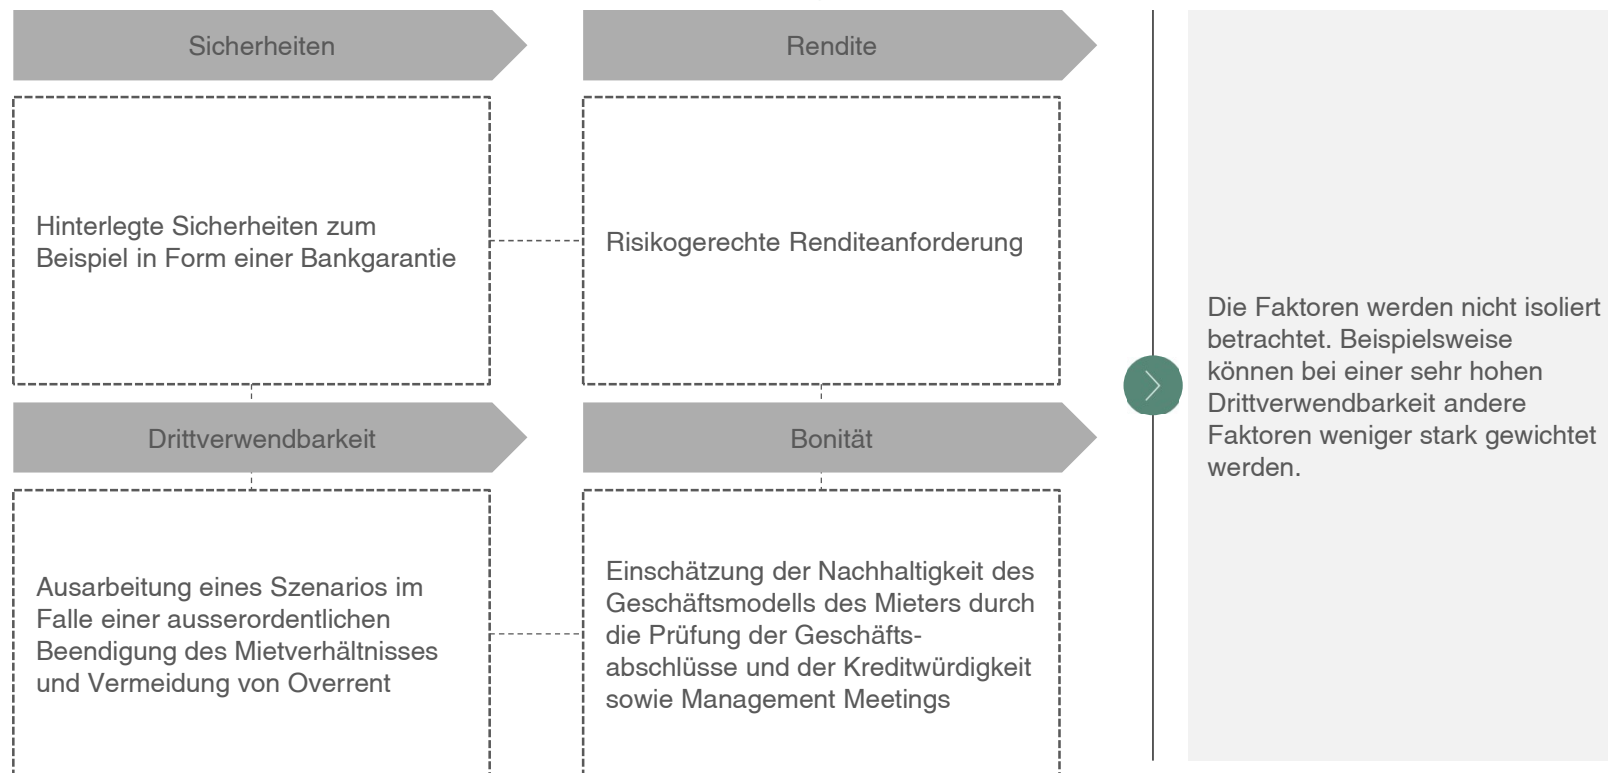 Sicherheiten
Hinterlegte Sicherheiten zum
Beispiel in Form einer Bankgarantie
Rendite
Risikogerechte Renditeanforderung
Drittverwendbarkeit
Ausarbeitung eines Szenarios im
Falle einer ausserordentlichen
Beendigung des Mietverhältnisses
und Vermeidung von Overrent
Bonität
Einschätzung der Nachhaltigkeit des
Geschäftsmodells des Mieters durch
die Prüfung der Geschäfts-
abschlüsse und der Kreditwürdigkeit
sowie Management Meetings
Die Faktoren werden nicht isoliert
betrachtet. Beispielsweise
können bei einer sehr hohen
Drittverwendbarkeit andere
Faktoren weniger stark gewichtet
werden.